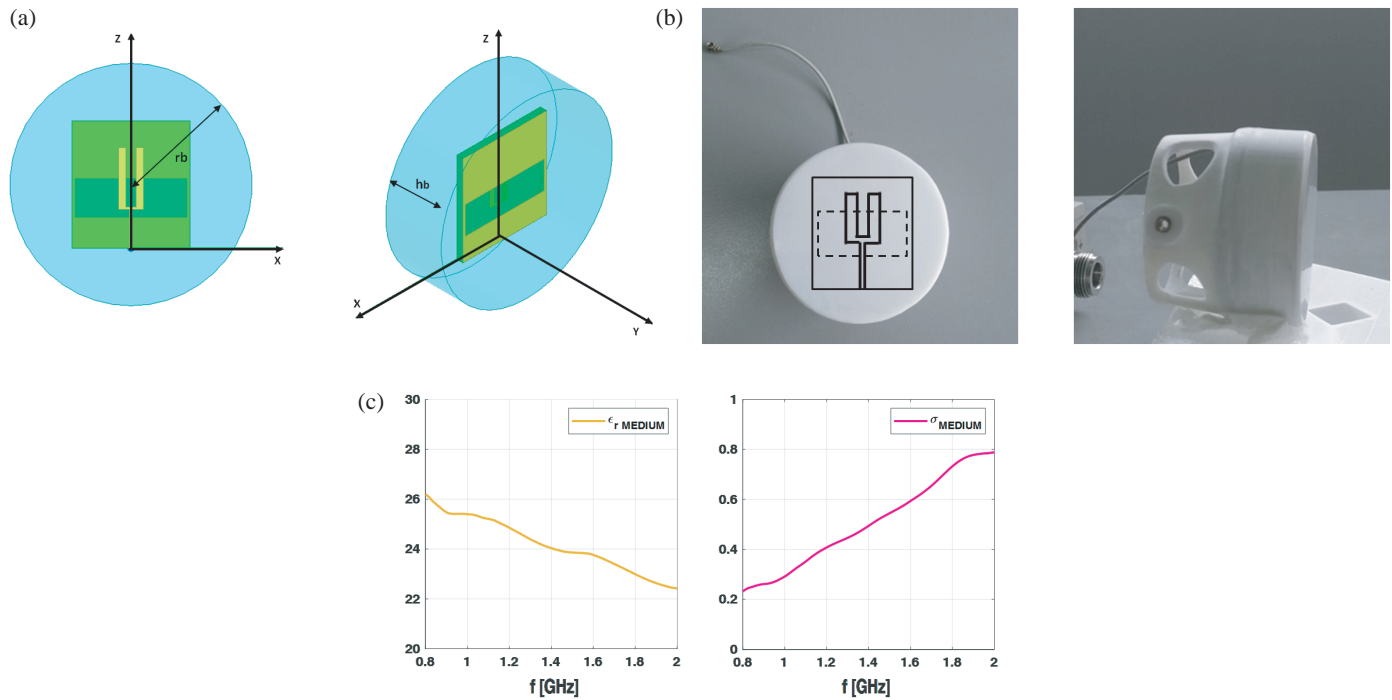 (a)
Z
rb
X
Z
hb
X
Y
(b)
(c)
30
28
26
24
22
20
0.8 1 1.2 1.4 1.6 1.8 2
f [GHz]
ϵr MEDIUM
1
0.8
0.6
0.4
0.2
0
0.8 1 1.2 1.4 1.6 1.8 2
f [GHz]
σMEDIUM